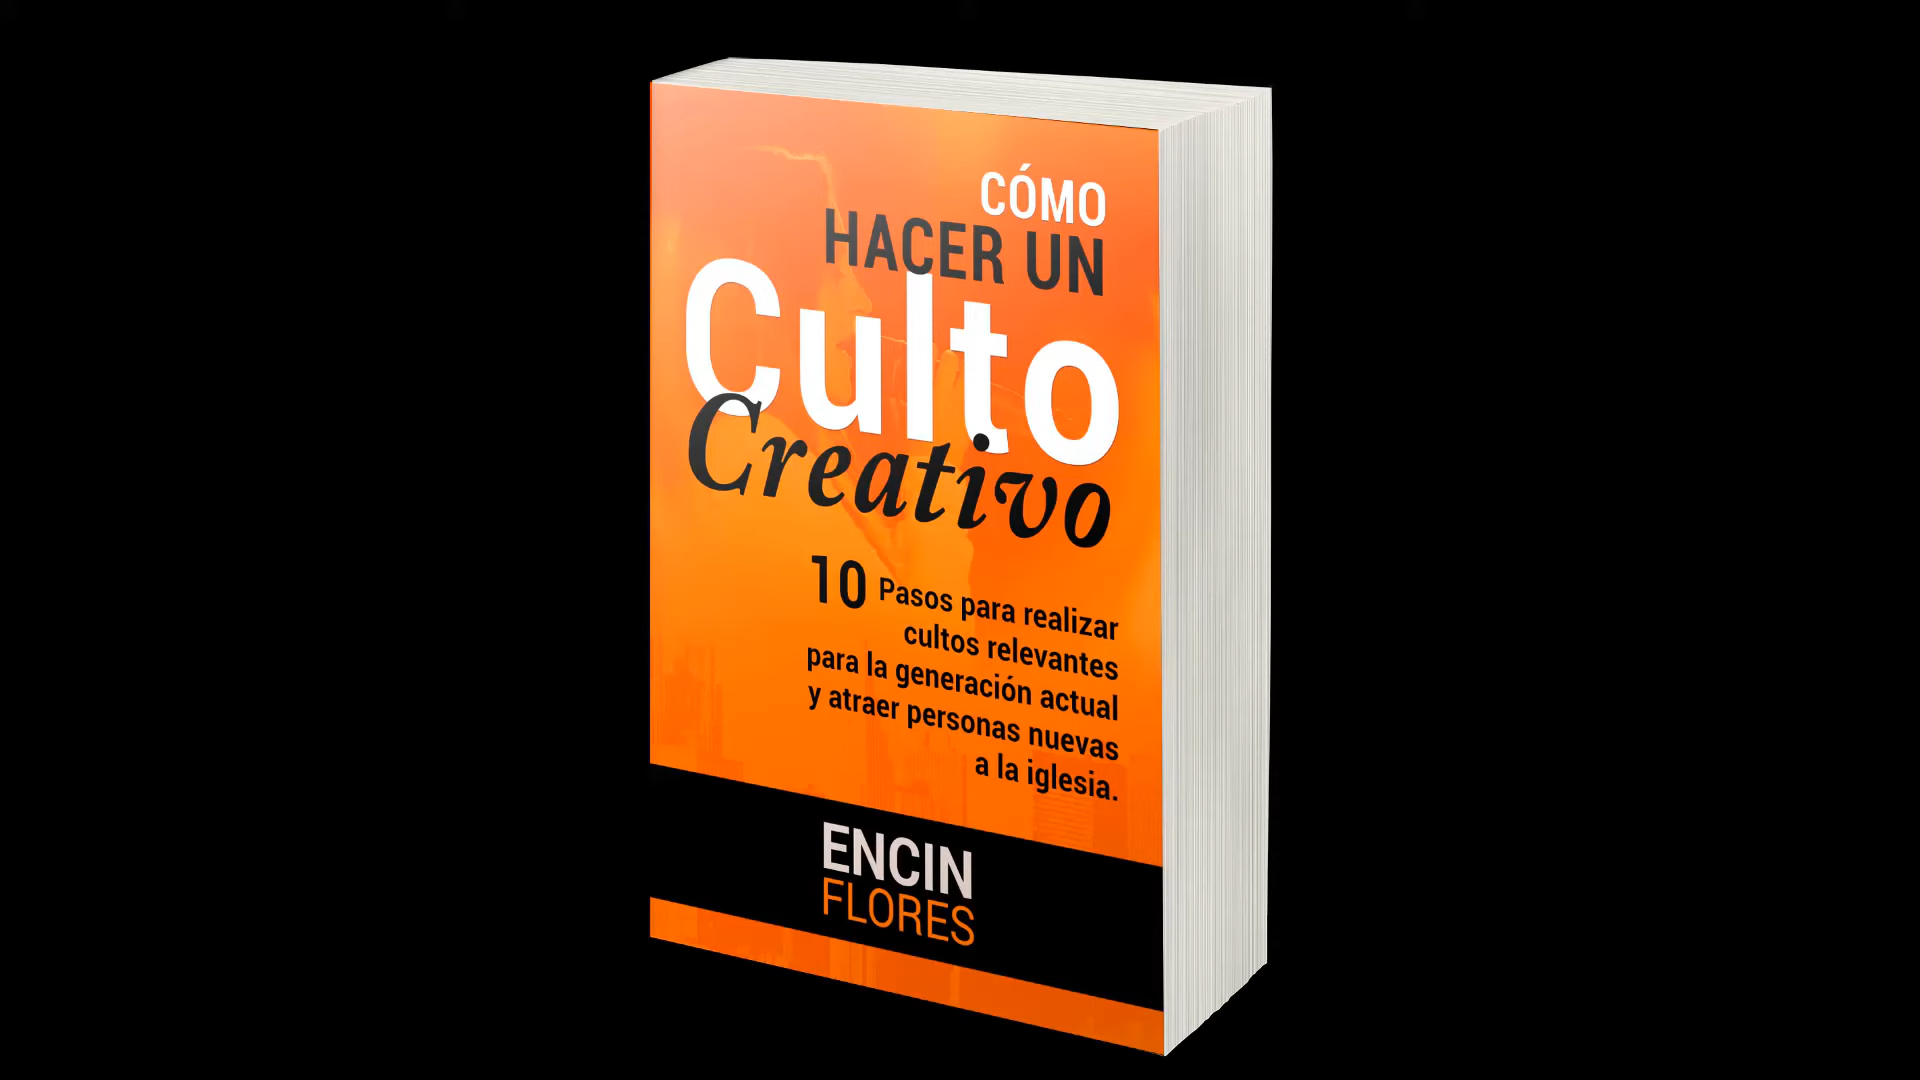 CÓMO
HACER UN
Culto
Creativo
10 Pasos para realizar
cultos relevantes
para la generación actual
y atraer personas nuevas
a la iglesia.
ENCIN
FLORES